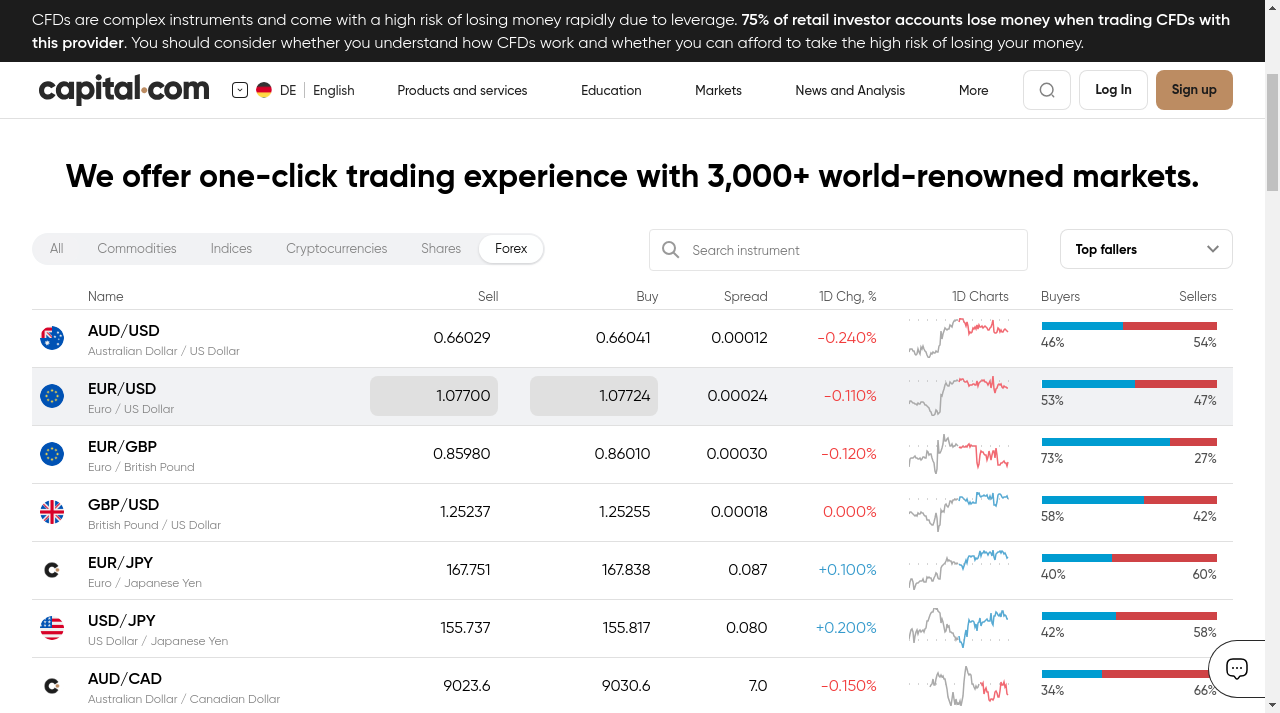 CFDs are complex instruments and come with a high risk of losing money rapidly due to leverage. 75% of retail investor accounts lose money when trading CFDs with
this provider. You should consider whether you understand how CFDs work and whether you can afford to take the high risk of losing your money.
capital.com DE English Products and services Education Markets News and Analysis More Log In Sign up
We offer one-click trading experience with 3,000+ world-renowned markets.
All Commodities Indices Cryptocurrencies Shares Forex Search instrument Top fallers
Name Sell Buy Spread 1D Chg, % 1D Charts Buyers Sellers
AUD/USD 0.66029 0.66041 0.00012 -0.240% 46% 54%
Australian Dollar / US Dollar
EUR/USD 1.07700 1.07724 0.00024 -0.110% 53% 47%
Euro / US Dollar
EUR/GBP 0.85980 0.86010 0.00030 -0.120% 73% 27%
Euro / British Pound
GBP/USD 1.25237 1.25255 0.00018 0.000% 58% 42%
British Pound / US Dollar
EUR/JPY 167.751 167.838 0.087 +0.100% 40% 60%
Euro / Japanese Yen
USD/JPY 155.737 155.817 0.080 +0.200% 42% 58%
US Dollar / Japanese Yen
AUD/CAD 9023.6 9030.6 7.0 -0.150% 34% 66%
Australian Dollar / Canadian Dollar